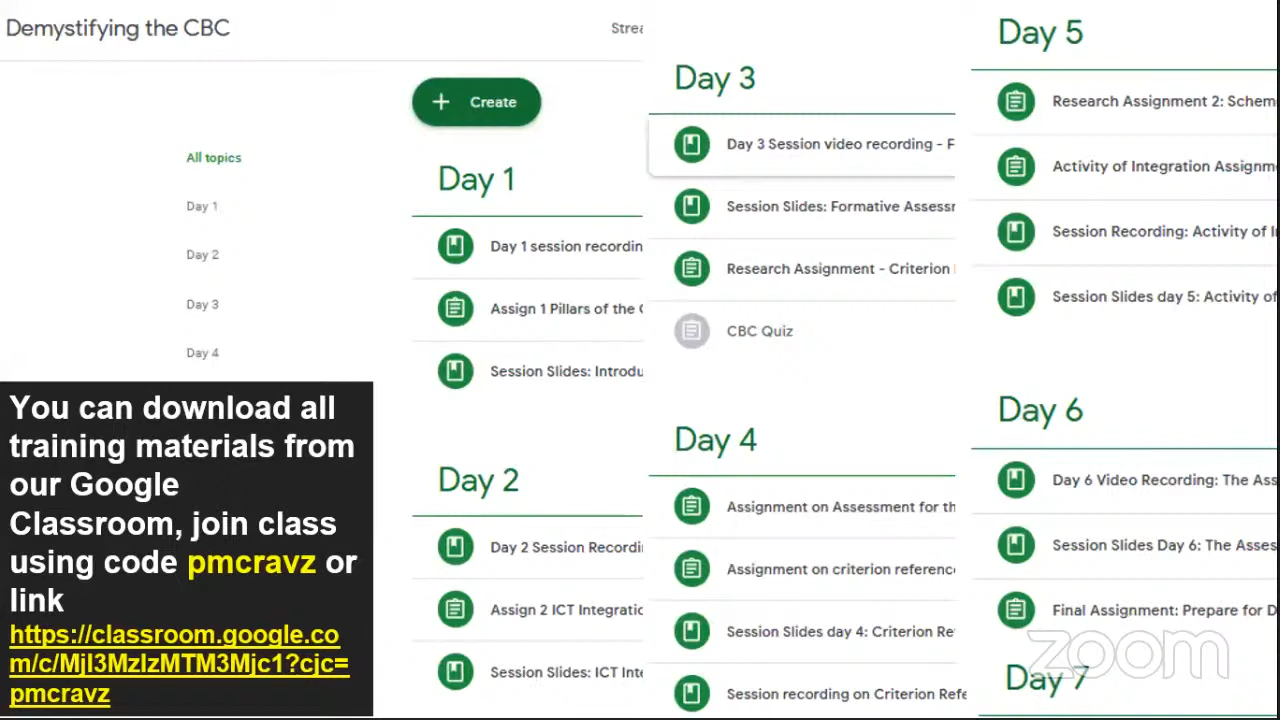 Demystifying the CBC
Create
All topics
Day 1
Day 2
Day 3
Day 4
You can download all
training materials from
our Google
Classroom, join class
using code pmcravz or
link
https://classroom.google.co
m/c/MjI3MzIzMTM3Mjc1?cjc=
pmcravz
Day 1
Day 1 session recordin
Assign 1 Pillars of the
Session Slides: Introdu
Day 2
Day 2 Session Recordi
Assign 2 ICT Integratio
Session Slides: ICT Inte
Day 3
Day 3 Session video recording - F
Session Slides: Formative Assessr
Research Assignment - Criterion
CBC Quiz
Day 4
Assignment on Assessment for th
Assignment on criterion reference
Session Slides day 4: Criterion Re
Session recording on Criterion Refe
Day 5
Research Assignment 2: Schem
Activity of Integration Assignm
Session Recording: Activity of I
Session Slides day 5: Activity of
Day 6
Day 6 Video Recording: The Ass
Session Slides Day 6: The Asses
Final Assignment: Prepare for D
zoom
Day 7